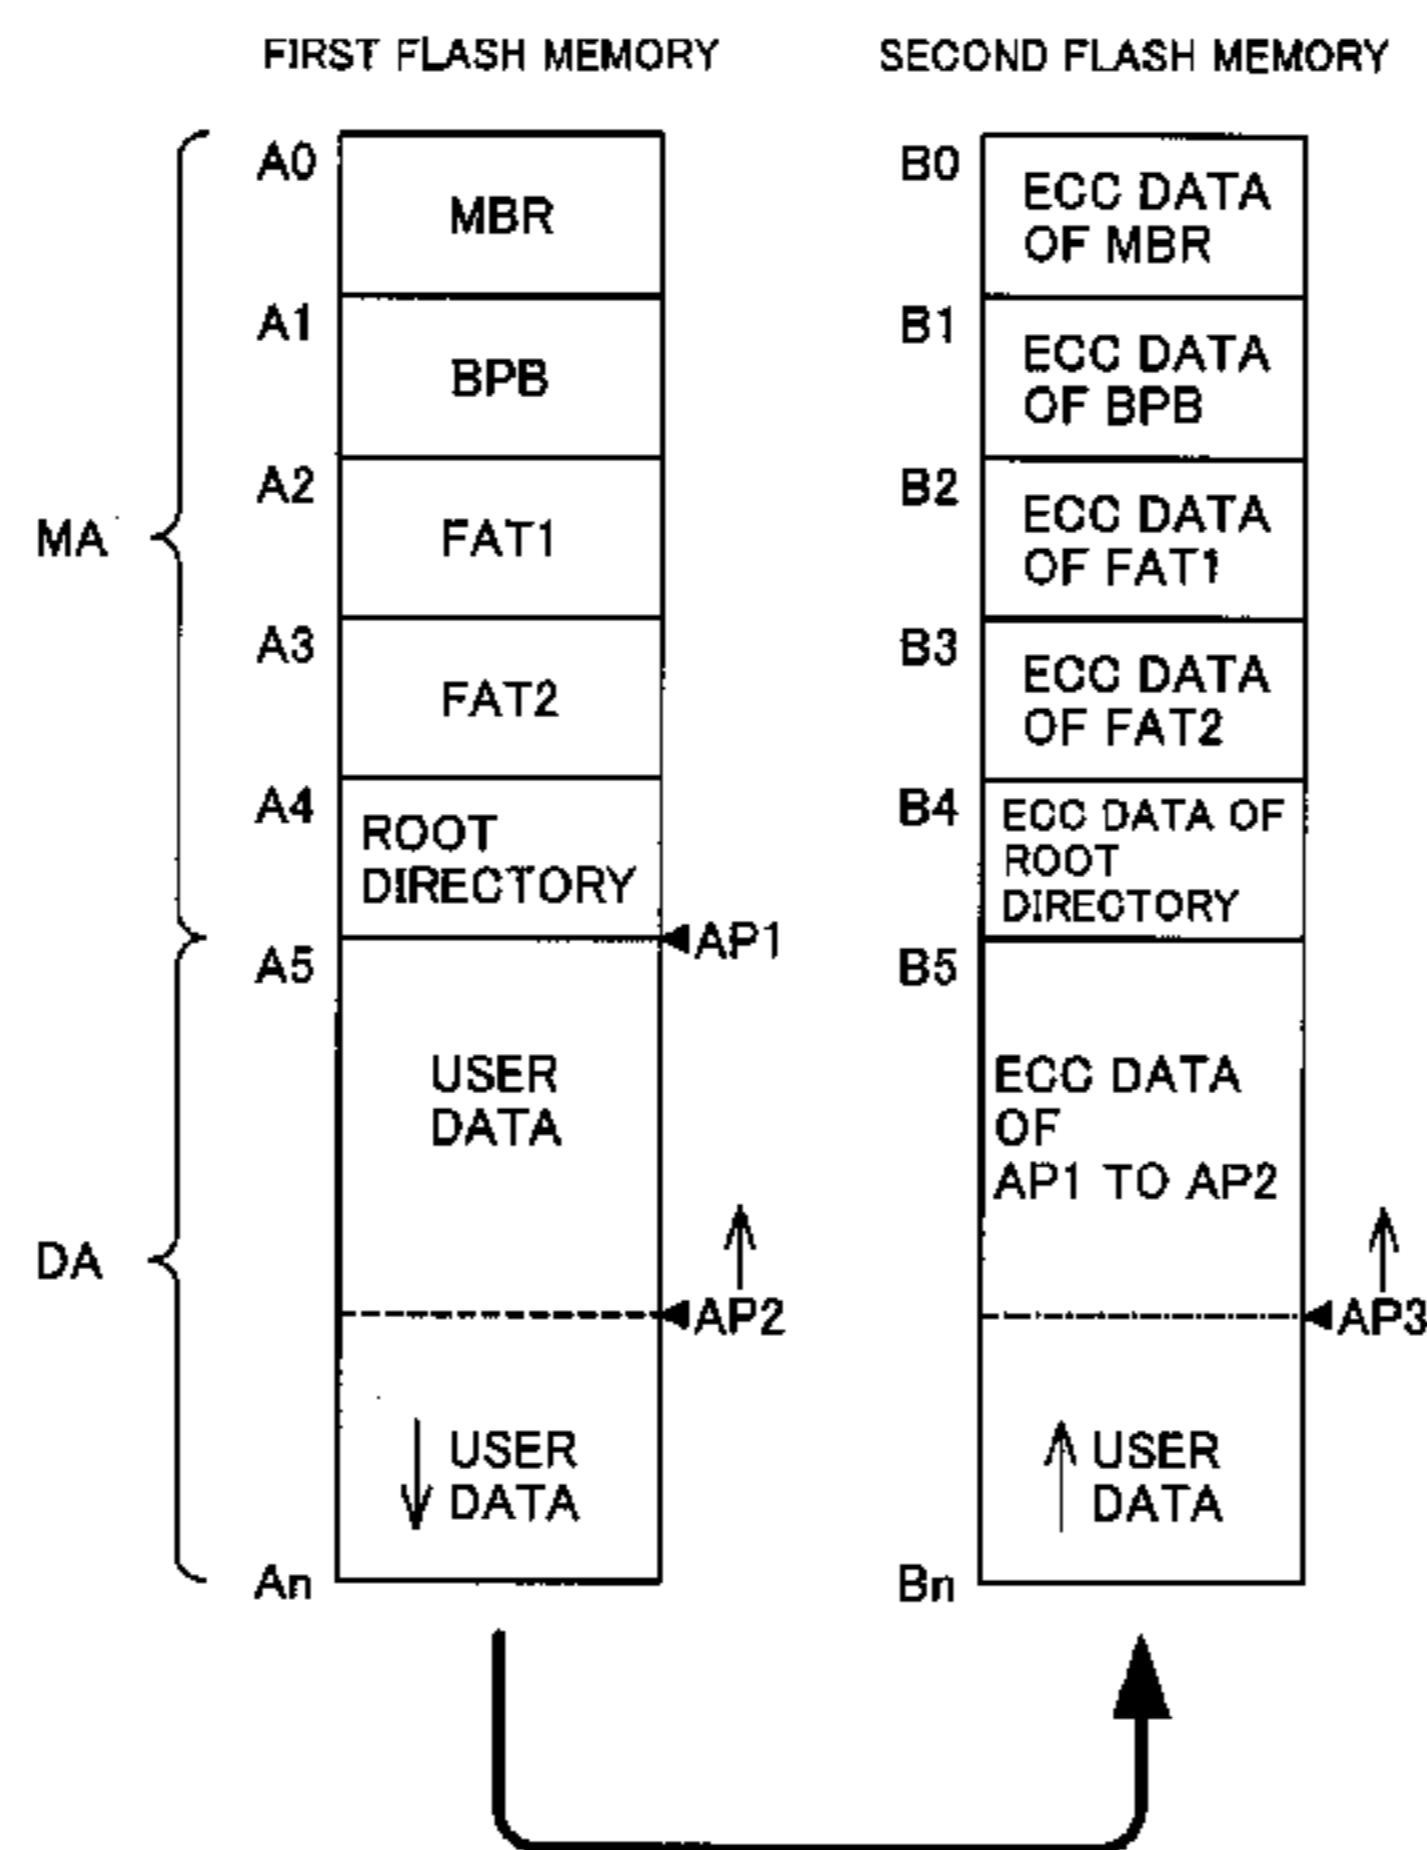 FIRST FLASH MEMORY
SECOND FLASH MEMORY
A0
MBR
B0
ECC DATA
OF MBR
A1
BPB
B1
ECC DATA
OF BPB
A2
FAT1
B2
ECC DATA
OF FAT1
MA
A3
FAT2
B3
ECC DATA
OF FAT2
A4
ROOT
DIRECTORY
B4
ECC DATA OF
ROOT
DIRECTORY
AP1
A5
USER
DATA
B5
ECC DATA
OF
AP1 TO AP2
DA
AP2
AP3
USER
DATA
USER
DATA
An
Bn